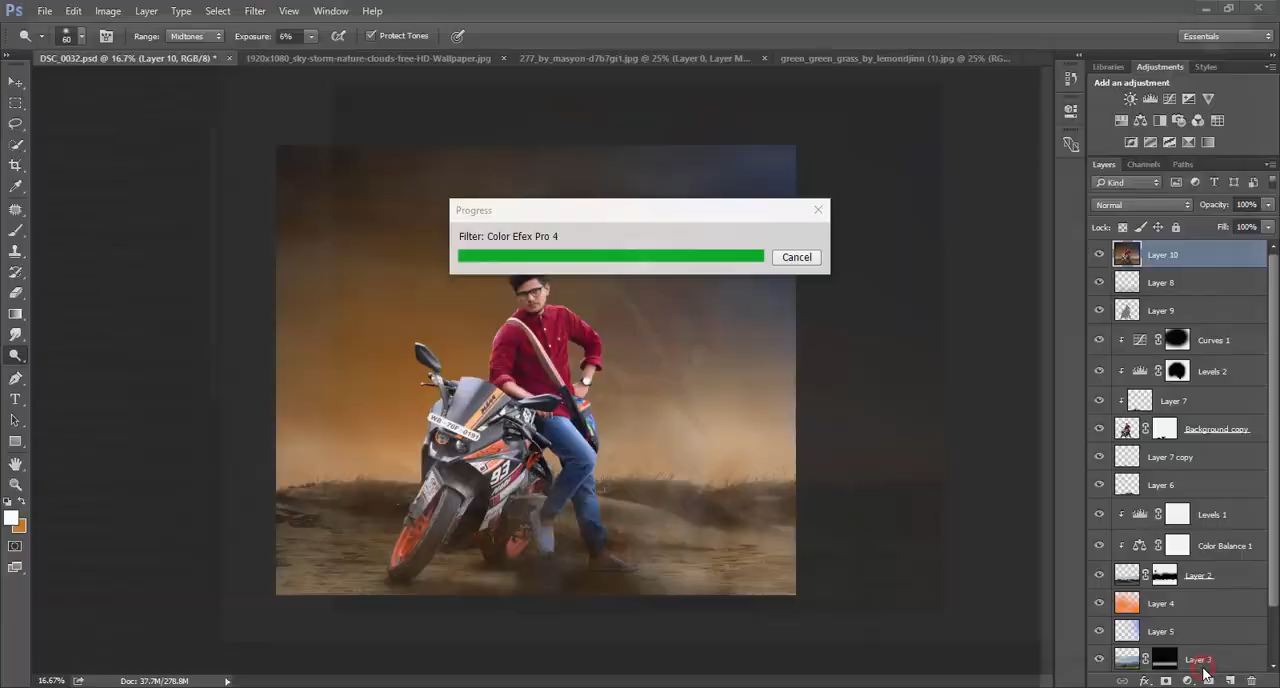 Ps File Edit Image Layer Type Select Filter View Window Help
60 Range: Midtones Exposure: 6% Protect Tones Essentials
DSC_0032.psd @ 16.7% (Layer 10, RGB/8) * × 1920x1080_sky-storm-nature-clouds-free-HD-Wallpaper.jpg × 277_by_masyon-d7b7gi1.jpg @ 25% (Layer 0, Layer M... × green_green_grass_by_lemondjinn (1).jpg @ 25% (RG...
Libraries Adjustments Styles
Add an adjustment
Layers Channels Paths
Kind
Normal Opacity: 100%
Lock: Fill: 100%
Progress
Filter: Color Efex Pro 4
Cancel
Layer 10
Layer 8
Layer 9
Curves 1
Levels 2
Layer 7
Background copy
Layer 7 copy
Layer 6
Levels 1
Color Balance 1
Layer 2
Layer 4
Layer 5
Layer 3
93
16.67% Doc: 37.7M/278.8M